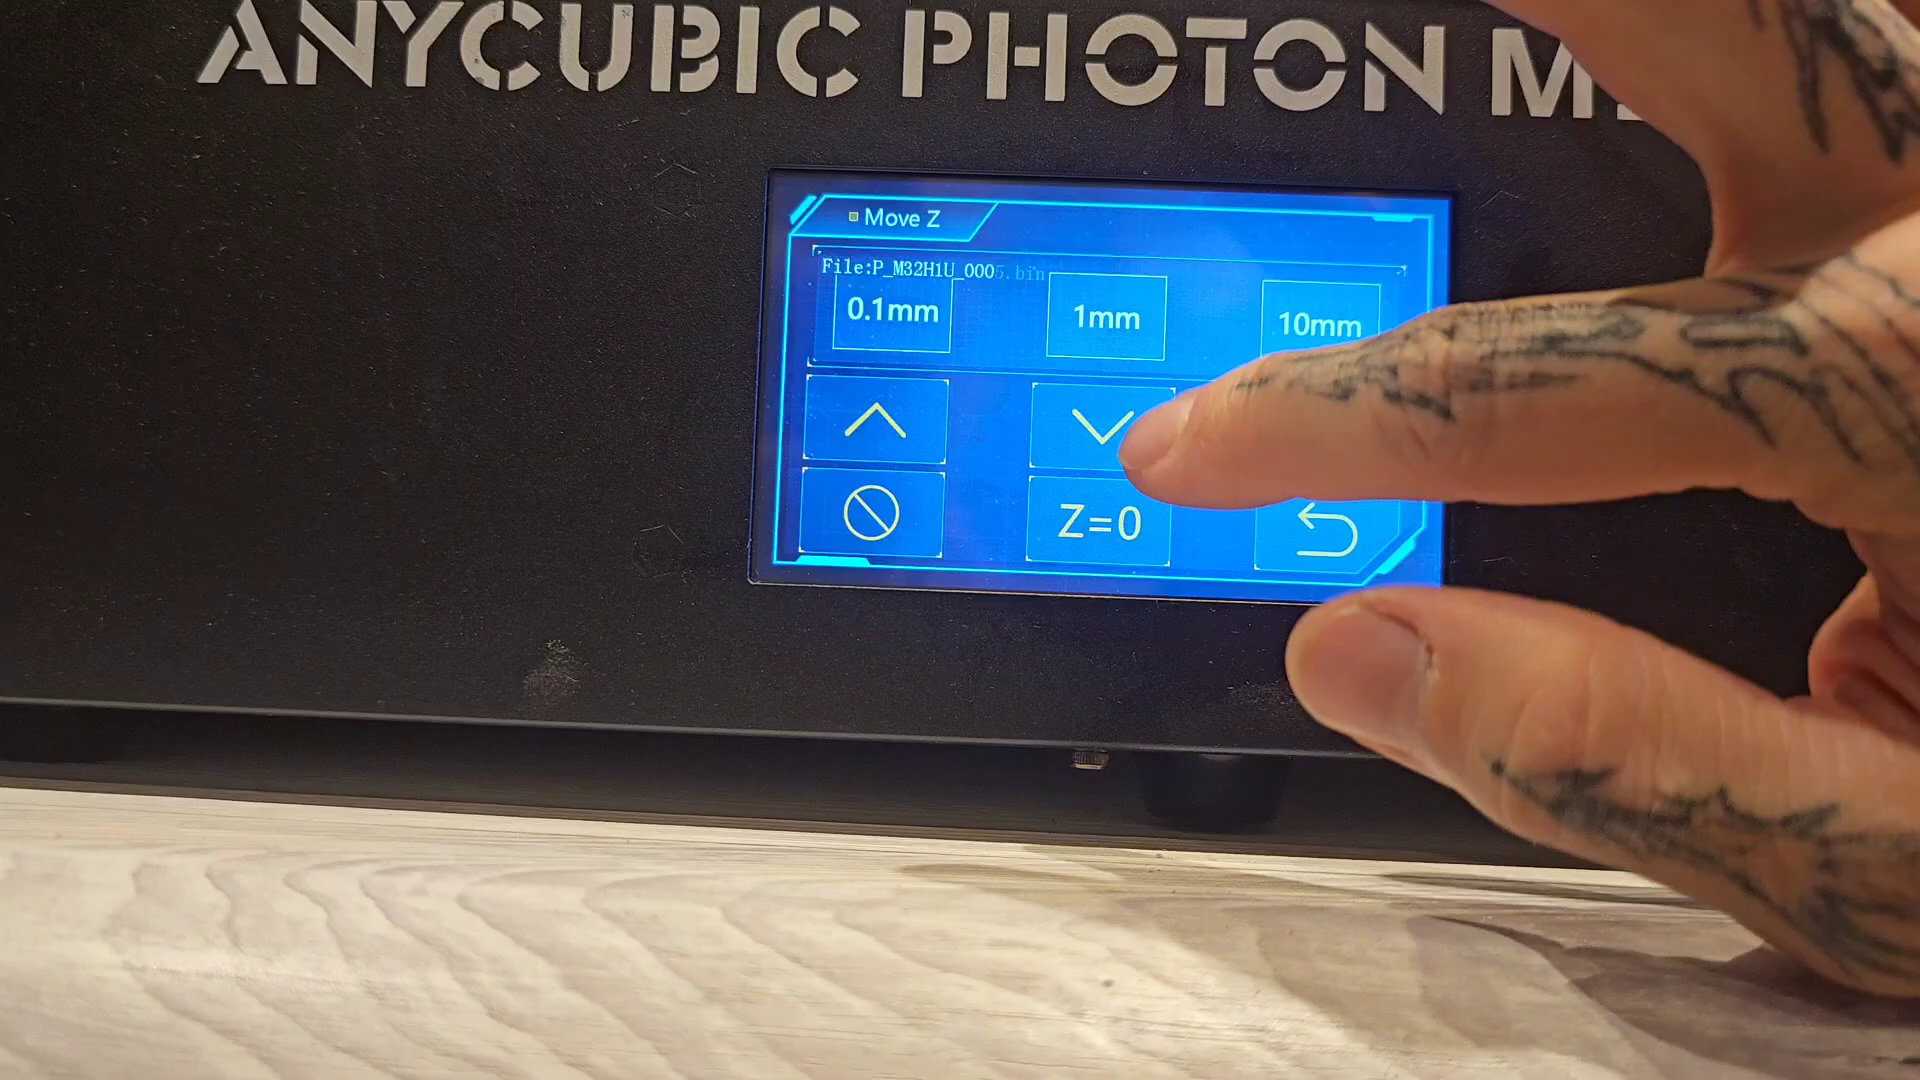 ANYCUBIC PHOTON M
Move Z
File:P_M32H1U_0005.bin
0.1mm
1mm
10mm
Z=0